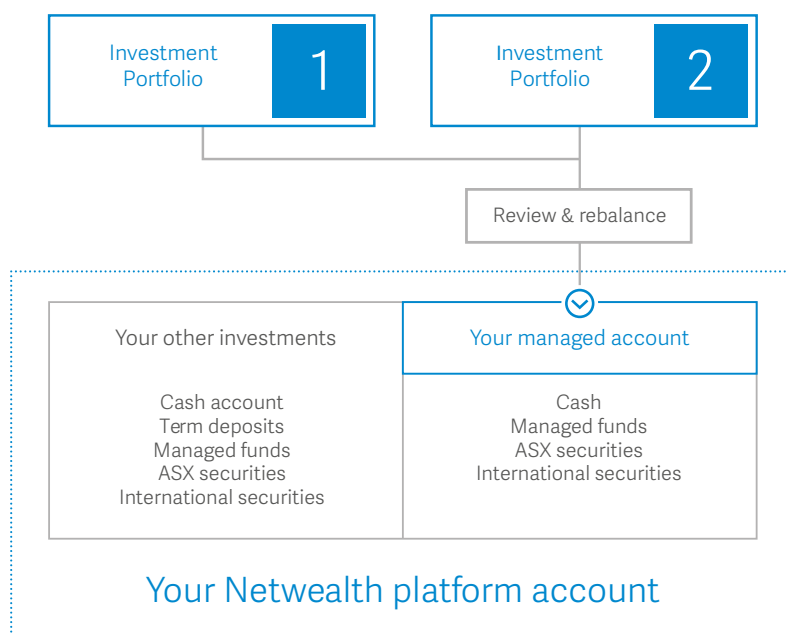 Investment
Portfolio
1
Investment
Portfolio
2
Review & rebalance
Your other investments
Cash account
Term deposits
Managed funds
ASX securities
International securities
Your managed account
Cash
Managed funds
ASX securities
International securities
Your Netwealth platform account